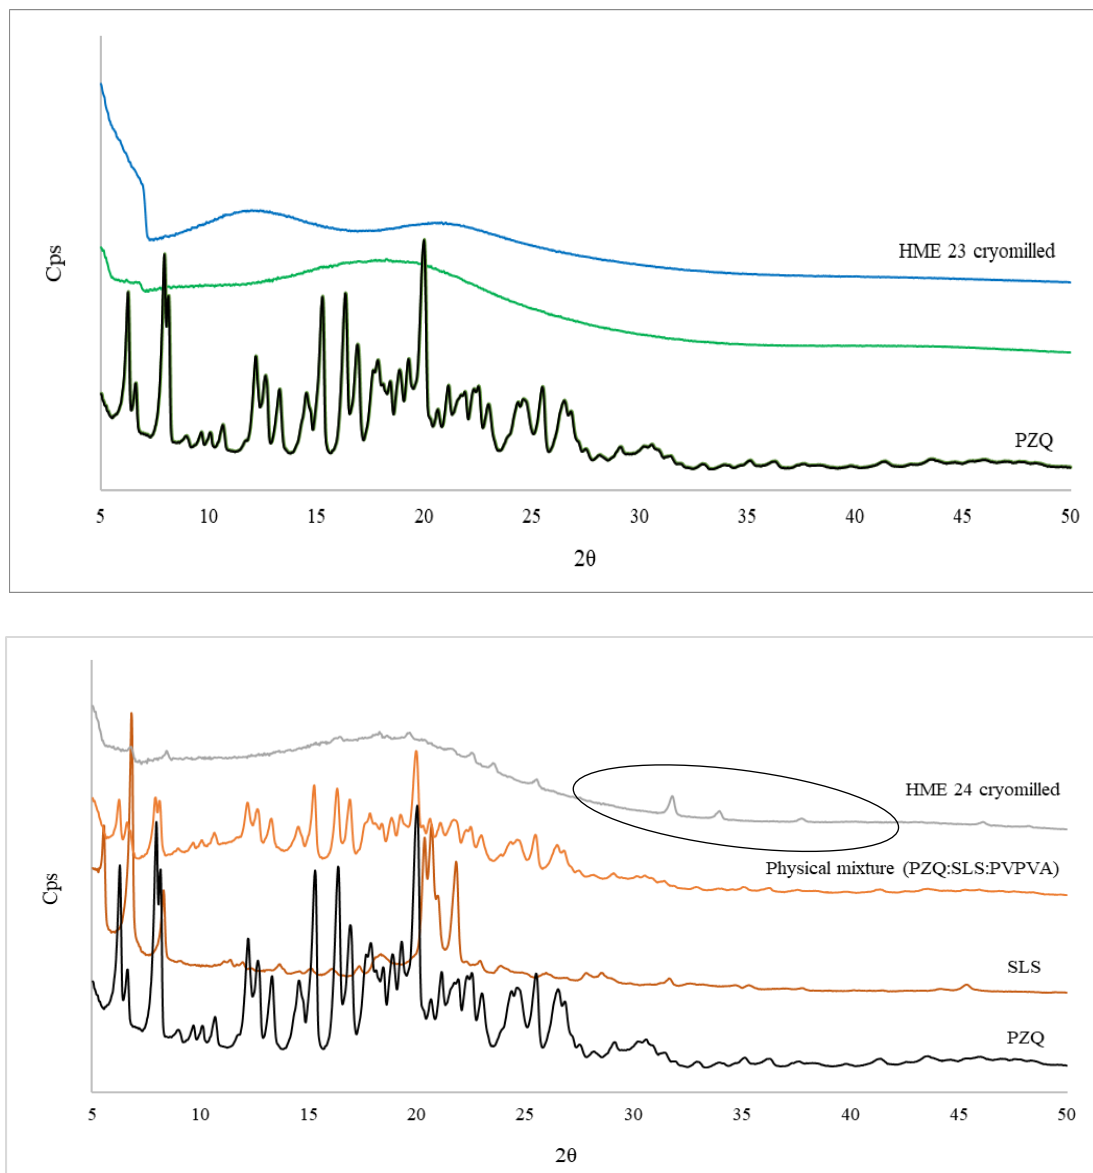 Cps
HME 23 cryomilled
PZQ
5 10 15 20 25 30 35 40 45 50
2θ
Cps
HME 24 cryomilled
Physical mixture (PZQ:SLS:PVPVA)
SLS
PZQ
5 10 15 20 25 30 35 40 45 50
2θ